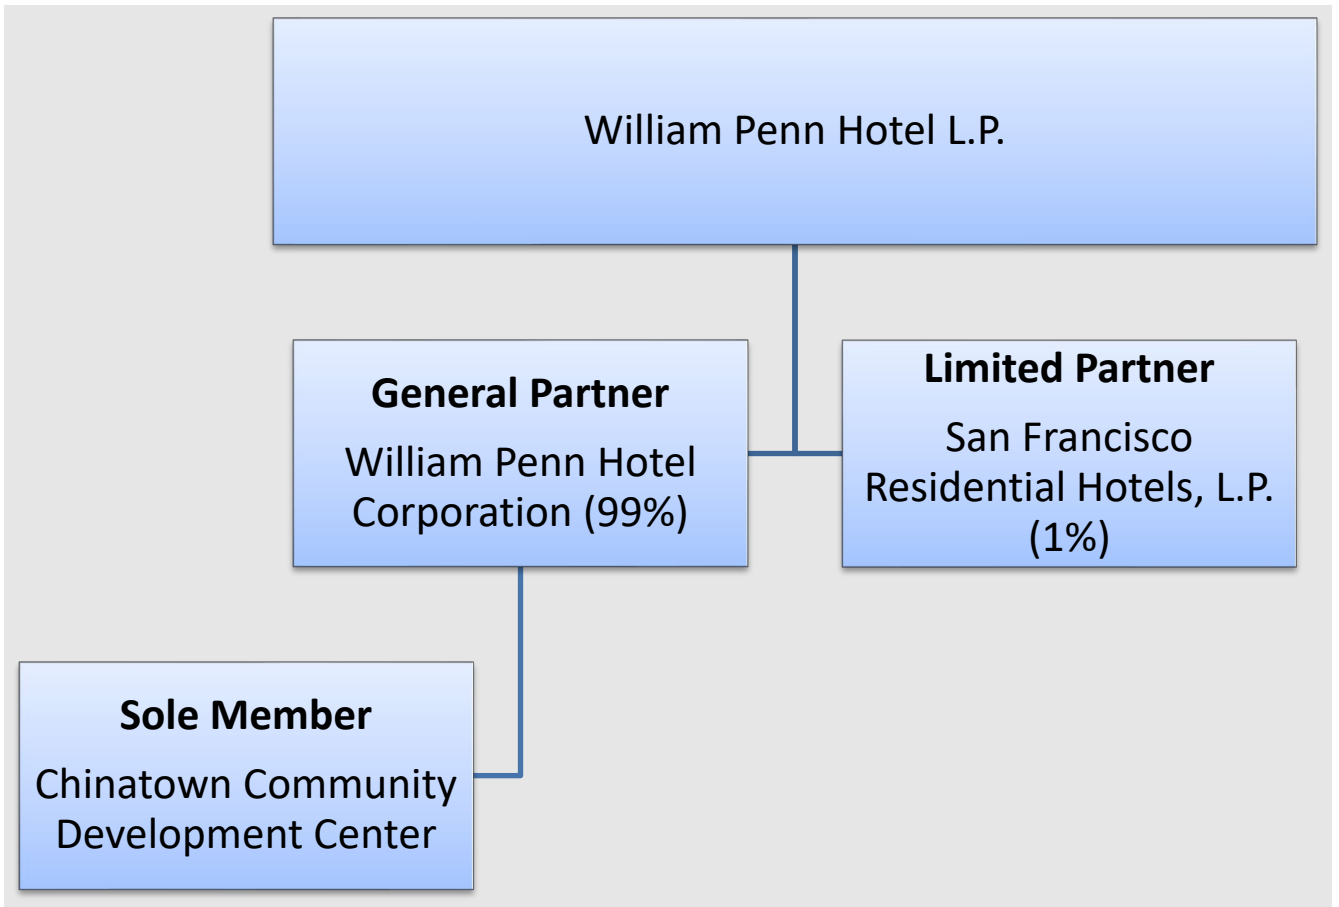 William Penn Hotel L.P.
General Partner
William Penn Hotel
Corporation (99%)
Limited Partner
San Francisco
Residential Hotels, L.P.
(1%)
Sole Member
Chinatown Community
Development Center